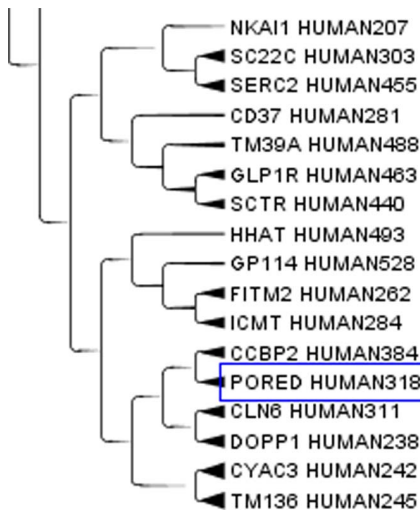 NKAI1 HUMAN207
SC22C HUMAN303
SERC2 HUMAN455
CD37 HUMAN281
TM39A HUMAN488
GLP1R HUMAN463
SCTR HUMAN440
HHAT HUMAN493
GP114 HUMAN528
FITM2 HUMAN262
ICMT HUMAN284
CCBP2 HUMAN384
PORED HUMAN318
CLN6 HUMAN311
DOPP1 HUMAN238
CYAC3 HUMAN242
TM136 HUMAN245